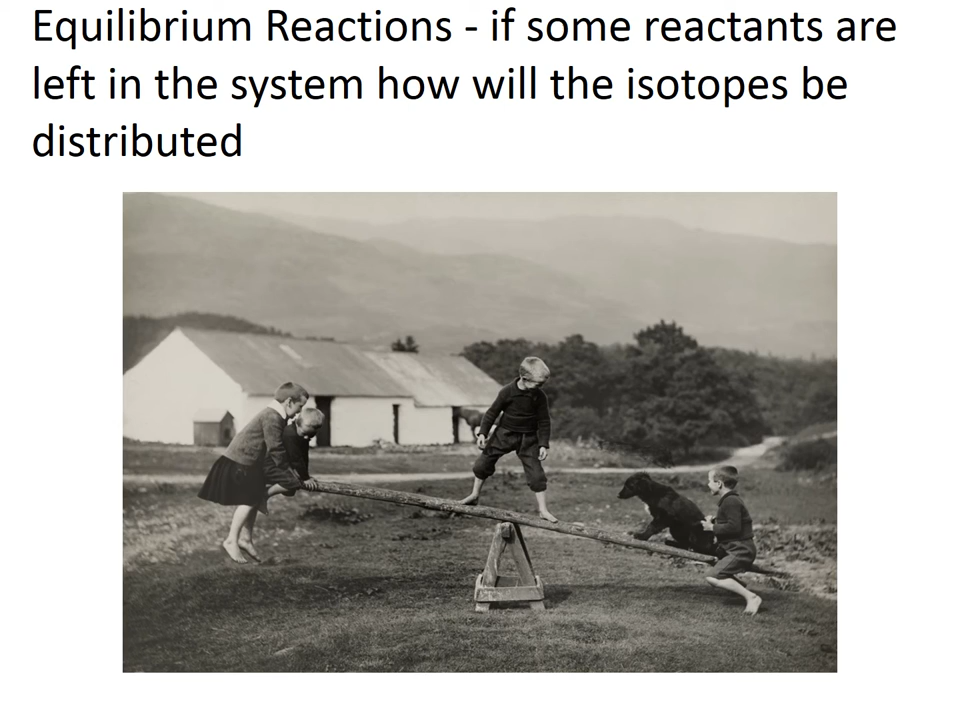 Equilibrium Reactions - if some reactants are
left in the system how will the isotopes be
distributed